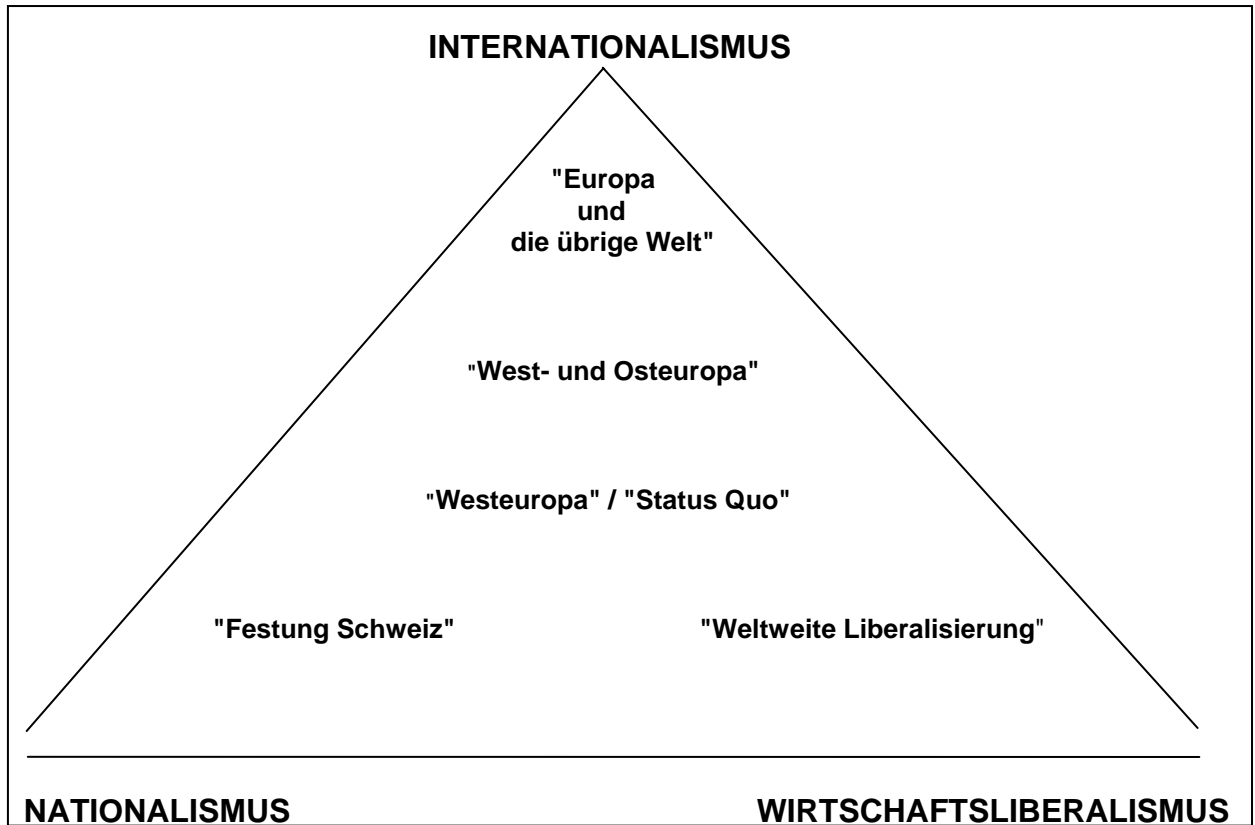 INTERNATIONALISMUS
"Europa
und
die übrige Welt"
"West- und Osteuropa"
"Westeuropa" / "Status Quo"
"Festung Schweiz" "Weltweite Liberalisierung"
NATIONALISMUS WIRTSCHAFTSLIBERALISMUS